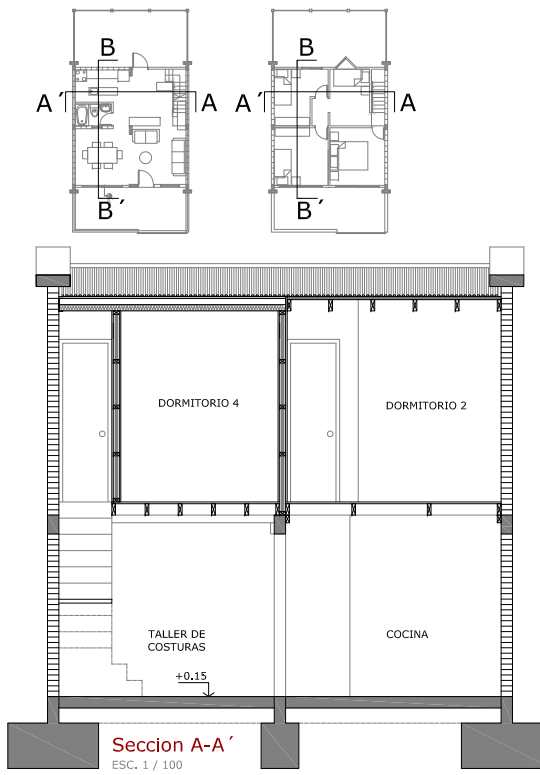 B
B
A´
A
A´
A
B´
B´
DORMITORIO 4
DORMITORIO 2
TALLER DE
COSTURAS
COCINA
+0.15
Seccion A-A´
ESC. 1 / 100